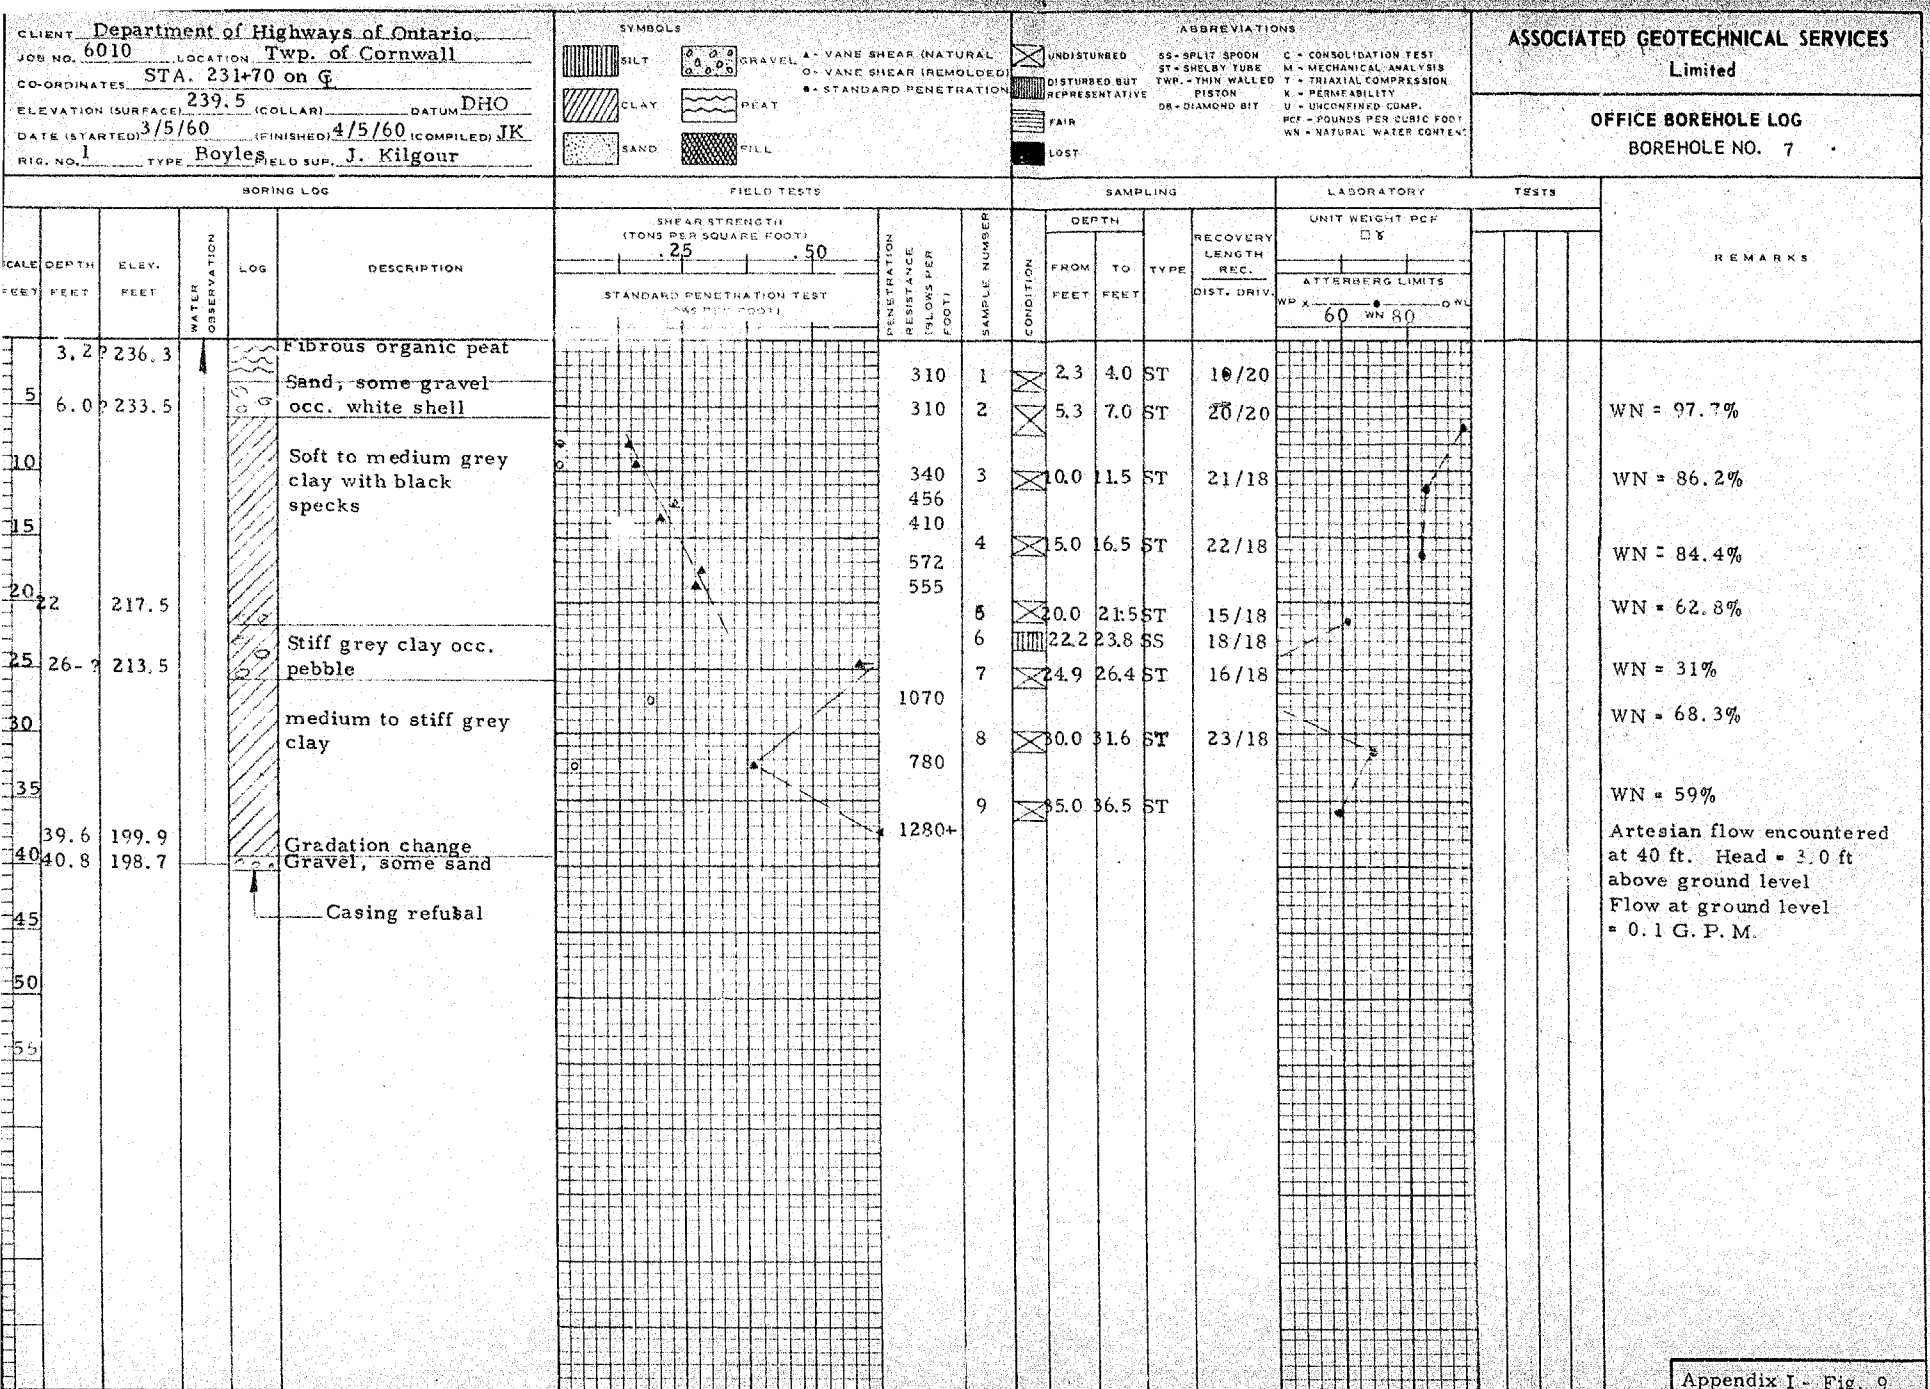 CLIENT Department of Highways of Ontario.
JOB NO. 6010 LOCATION Twp. of Cornwall
CO-ORDINATES STA. 231+70 on ℄
ELEVATION (SURFACE) 239.5 (COLLAR) DATUM DHO
DATE (STARTED) 3/5/60 (FINISHED) 4/5/60 (COMPILED) JK
RIG. NO. 1 TYPE Boyles FIELD SUP. J. Kilgour
SYMBOLS
SILT GRAVEL
CLAY PEAT
SAND FILL
▲ - VANE SHEAR (NATURAL
O - VANE SHEAR (REMOLDED)
● - STANDARD PENETRATION
ABBREVIATIONS
UNDISTURBED
DISTURBED BUT
REPRESENTATIVE
FAIR
LOST
SS - SPLIT SPOON
ST - SHELBY TUBE
TWP. - THIN WALLED
PISTON
DB - DIAMOND BIT
C - CONSOLIDATION TEST
M - MECHANICAL ANALYSIS
T - TRIAXIAL COMPRESSION
K - PERMEABILITY
U - UNCONFINED COMP.
PCF - POUNDS PER CUBIC FOOT
WN - NATURAL WATER CONTENT
ASSOCIATED GEOTECHNICAL SERVICES
Limited
OFFICE BOREHOLE LOG
BOREHOLE NO. 7
BORING LOG
FIELD TESTS
SAMPLING
LABORATORY TESTS
SCALE FEET
DEPTH FEET
ELEV. FEET
WATER OBSERVATION
LOG
DESCRIPTION
SHEAR STRENGTH
(TONS PER SQUARE FOOT)
.25 .50
STANDARD PENETRATION TEST
PENETRATION RESISTANCE (BLOWS PER FOOT)
SAMPLE NUMBER
CONDITION
DEPTH
FROM FEET
TO FEET
TYPE
RECOVERY
LENGTH
REC.
DIST. DRIV.
UNIT WEIGHT PCF
□ ɣ
ATTERBERG LIMITS
WP X ● O WL
60 WN 80
REMARKS
3.2? 236.3 Fibrous organic peat
Sand, some gravel
5 6.0? 233.5 occ. white shell
310 1 2.3 4.0 ST 10/20
310 2 5.3 7.0 ST 20/20 WN = 97.7%
Soft to medium grey
10 clay with black
specks
340 3 10.0 11.5 ST 21/18 WN = 86.2%
456
15 410
4 15.0 16.5 ST 22/18 WN = 84.4%
572
20 555
22 217.5
5 20.0 21.5 ST 15/18 WN = 62.8%
Stiff grey clay occ.
6 22.2 23.8 SS 18/18
25 26-? 213.5 pebble
7 24.9 26.4 ST 16/18 WN = 31%
1070
30 medium to stiff grey
clay
WN = 68.3%
8 30.0 31.6 ST 23/18
780
35
9 35.0 36.5 ST WN = 59%
1280+
39.6 199.9 Gradation change
40 40.8 198.7 Gravel, some sand
Casing refusal
Artesian flow encountered
at 40 ft. Head = 3.0 ft
above ground level
Flow at ground level
= 0.1 G. P. M.
45
50
55
Appendix I - Fig. 9